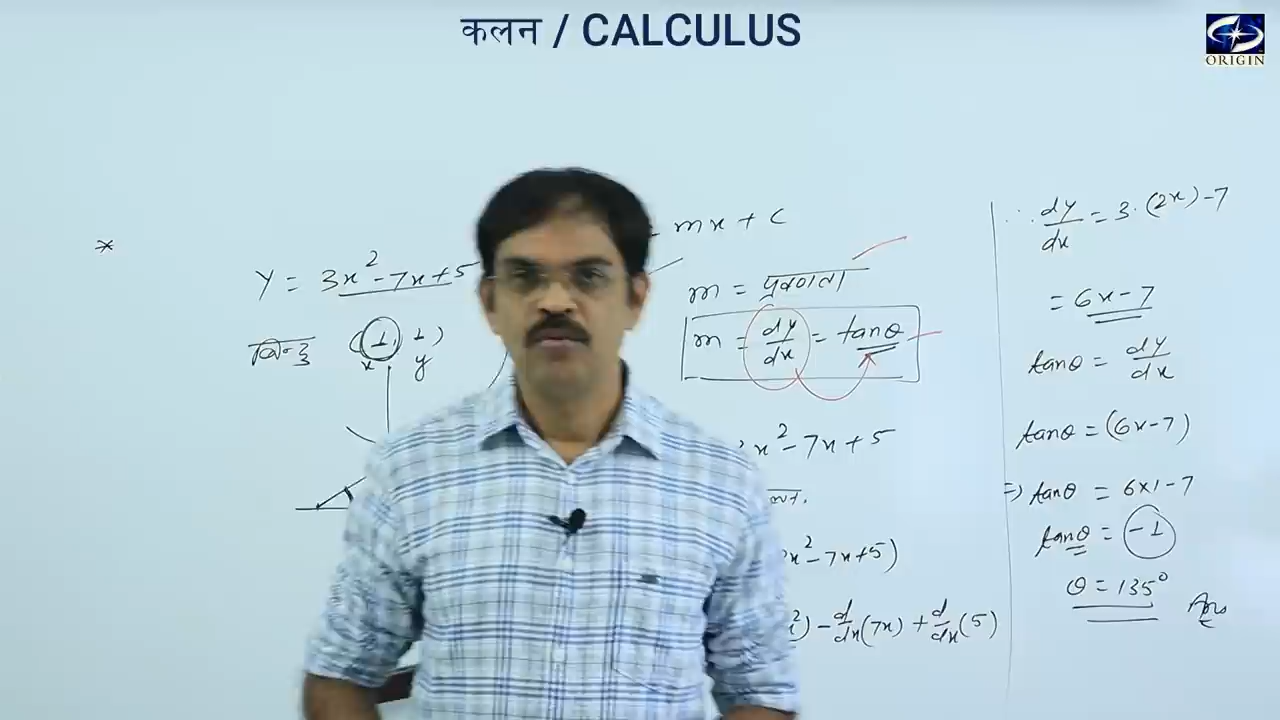 कलन / CALCULUS
ORIGIN
*
y = 3x² - 7x + 5
बिन्दु (1, 1)
x y
= mx + c
m = प्रवणता
m = dy/dx = tanθ
x² - 7x + 5
x² - 7x + 5)
x²) - d/dx (7x) + d/dx (5)
∴ dy/dx = 3·(2x) - 7
= 6x - 7
tanθ = dy/dx
tanθ = (6x - 7)
⇒ tanθ = 6x1 - 7
tanθ = -1
θ = 135° Ans